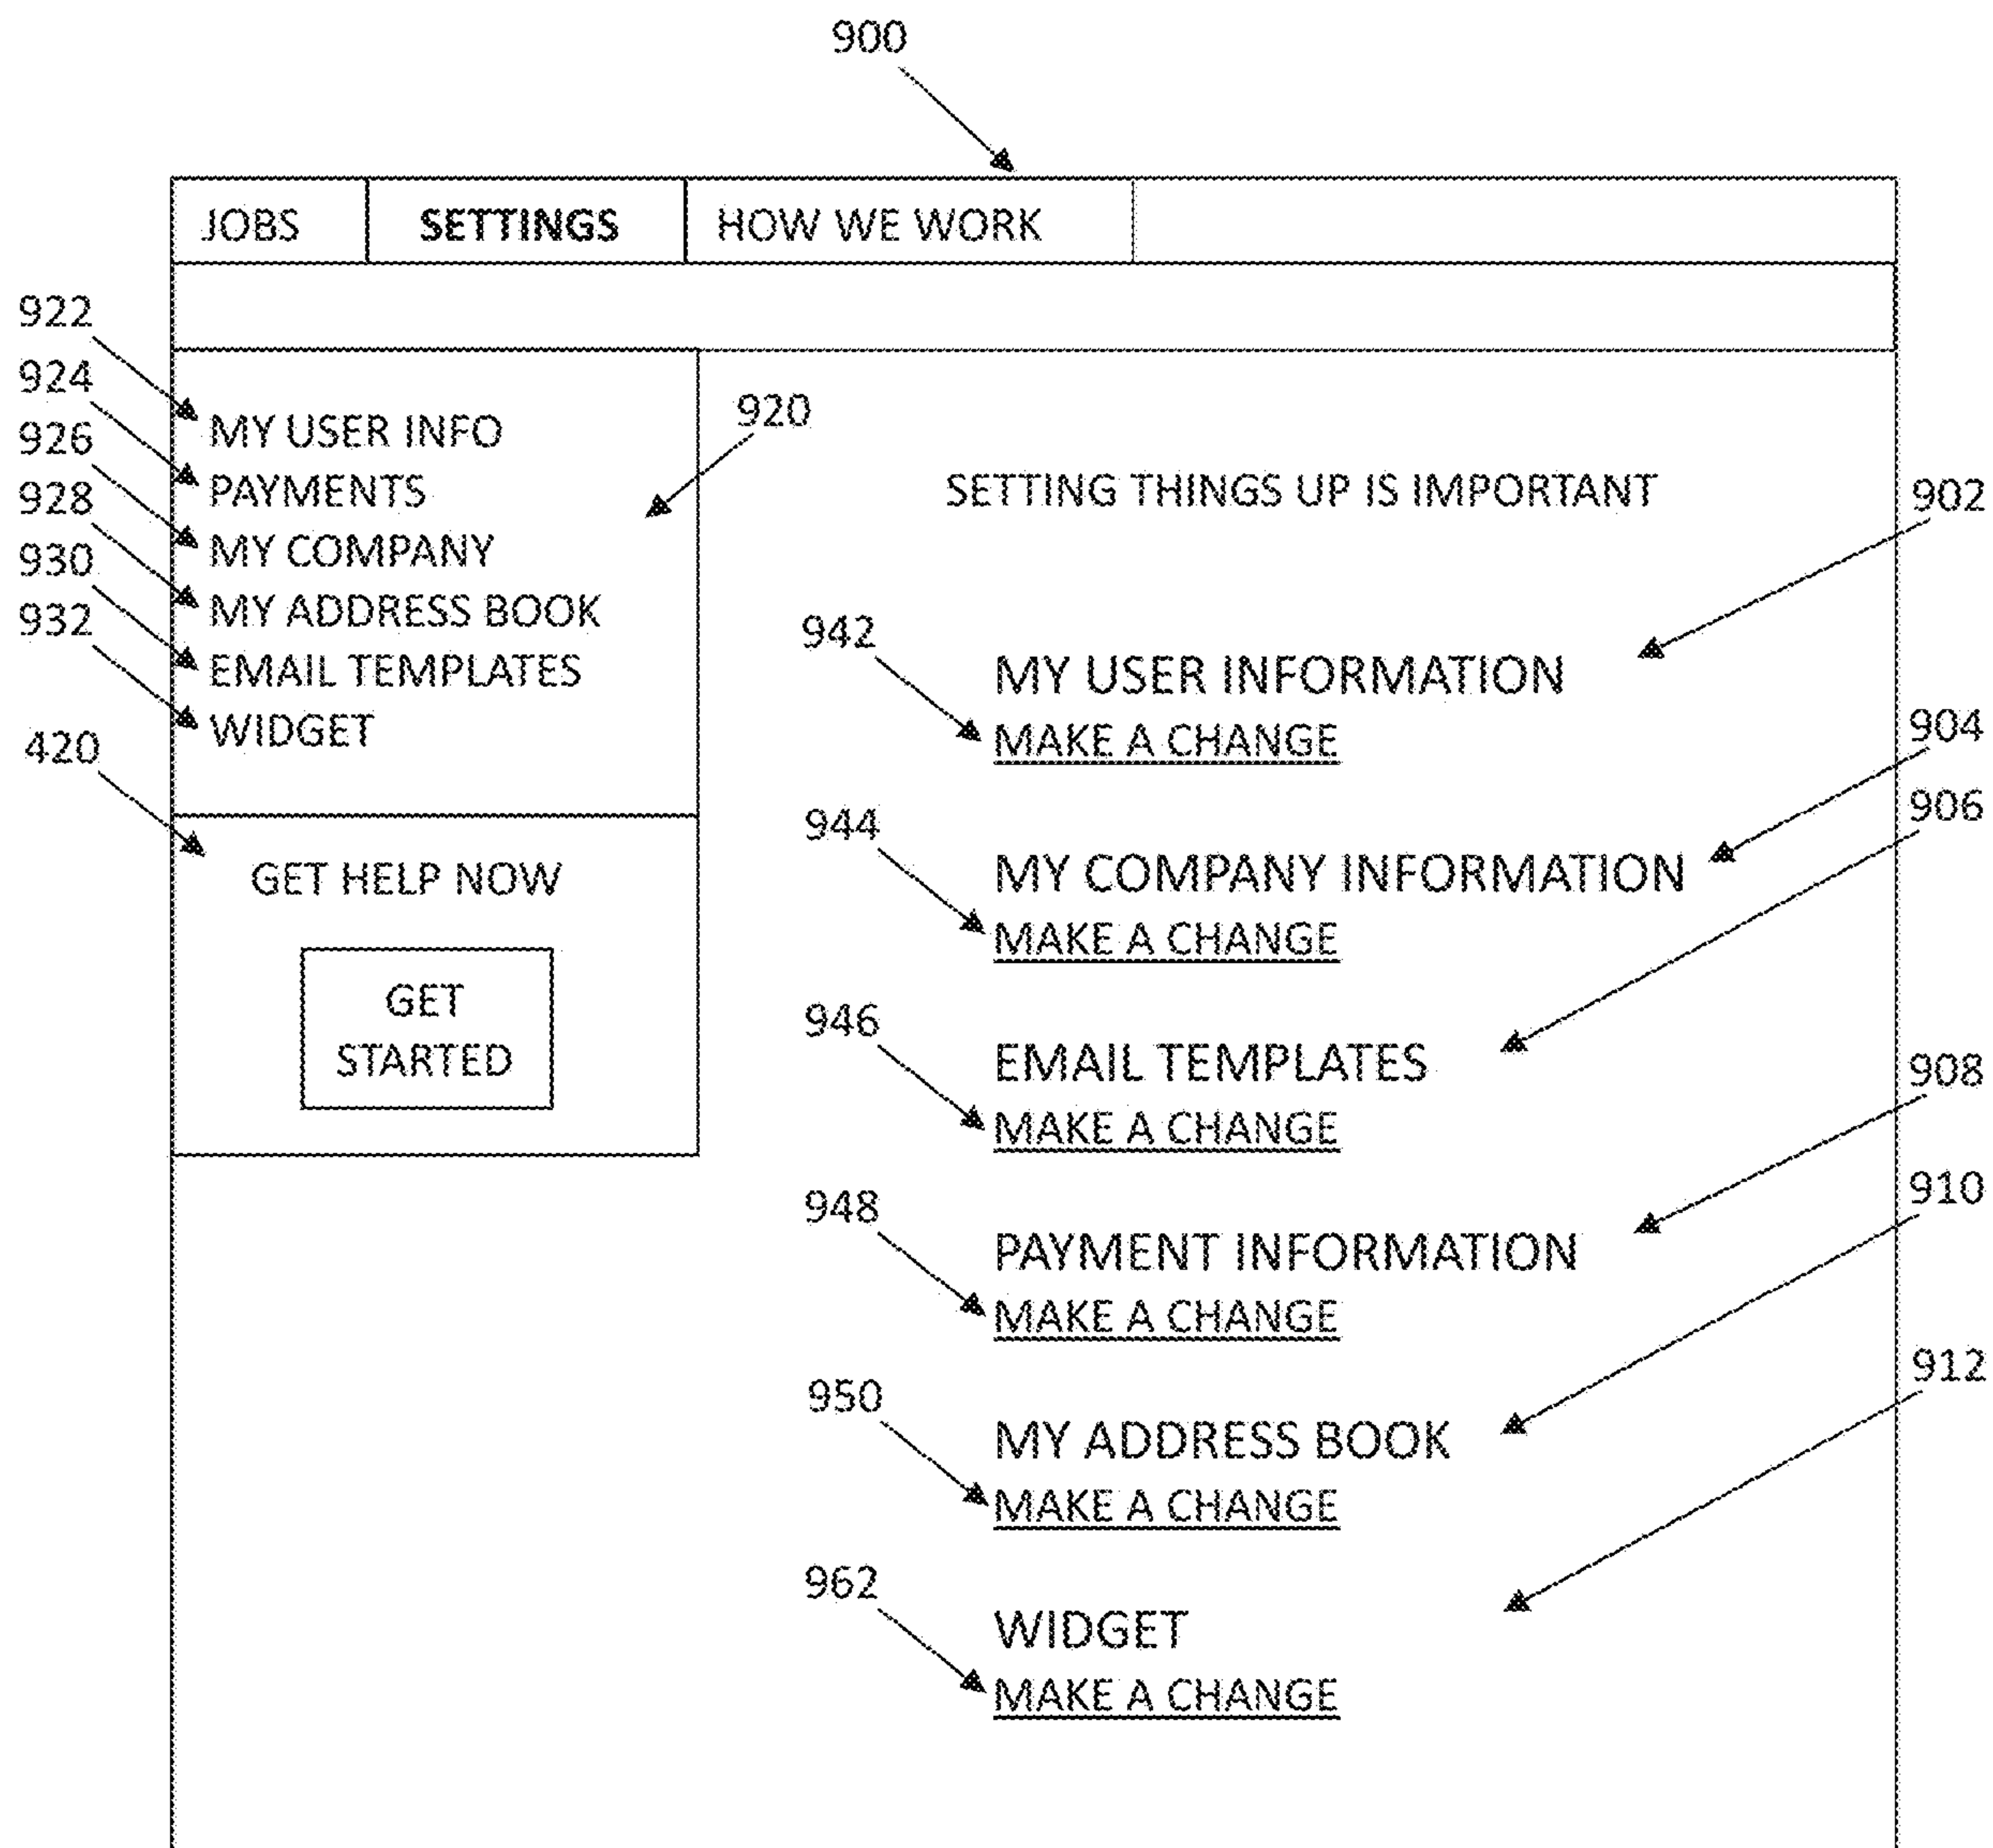 900
JOBS SETTINGS HOW WE WORK
922
924
926
928
930
932
420
MY USER INFO
PAYMENTS
MY COMPANY
MY ADDRESS BOOK
EMAIL TEMPLATES
WIDGET
920
GET HELP NOW
GET
STARTED
SETTING THINGS UP IS IMPORTANT
902
942
MY USER INFORMATION
MAKE A CHANGE
904
944
MY COMPANY INFORMATION
MAKE A CHANGE
906
946
EMAIL TEMPLATES
MAKE A CHANGE
908
948
PAYMENT INFORMATION
MAKE A CHANGE
910
950
MY ADDRESS BOOK
MAKE A CHANGE
912
962
WIDGET
MAKE A CHANGE